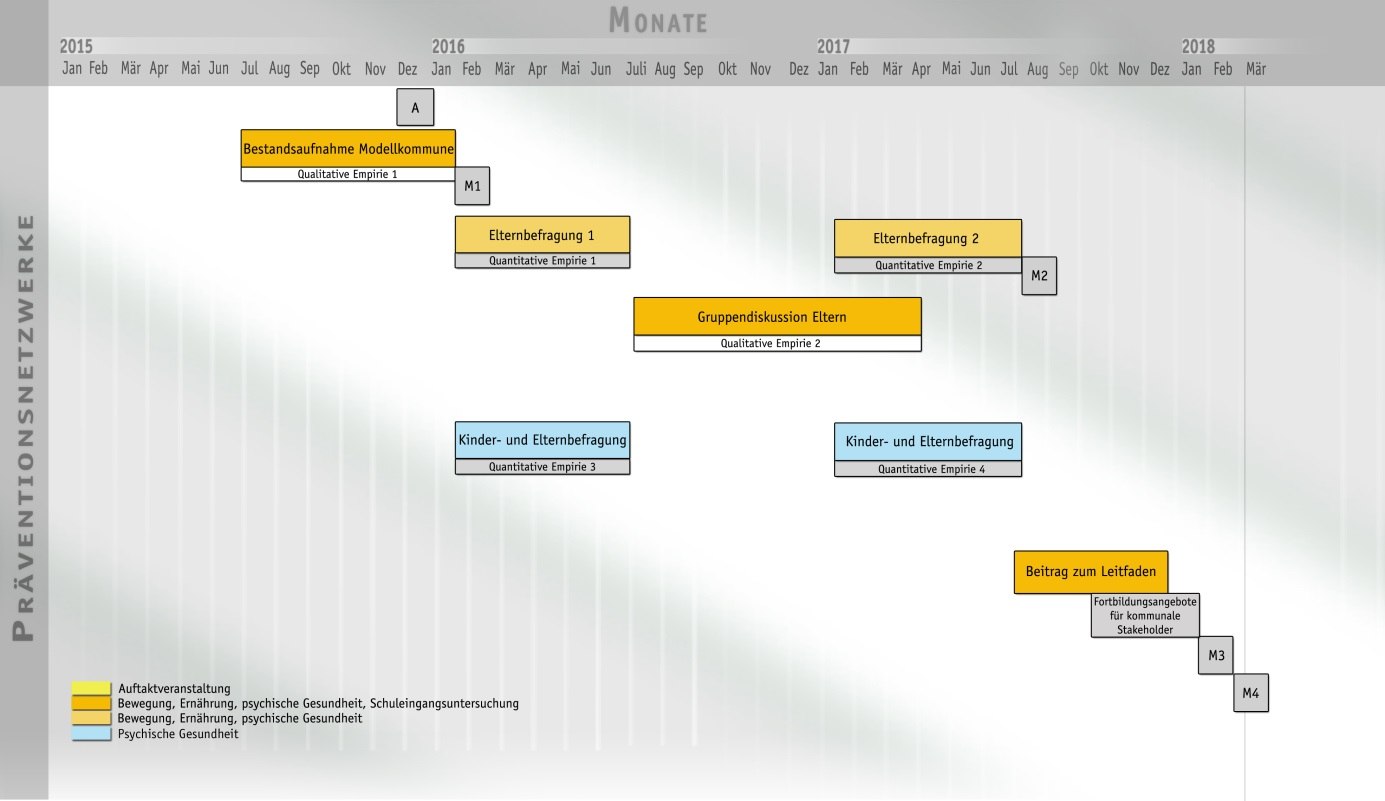 MONATE
2015 2016 2017 2018
Jan Feb Mär Apr Mai Jun Jul Aug Sep Okt Nov Dez Jan Feb Mär Apr Mai Jun Juli Aug Sep Okt Nov Dez Jan Feb Mär Apr Mai Jun Jul Aug Sep Okt Nov Dez Jan Feb Mär
PRÄVENTIONSNETZWERKE
A
Bestandsaufnahme Modellkommune
Qualitative Empirie 1
M1
Elternbefragung 1
Quantitative Empirie 1
Elternbefragung 2
Quantitative Empirie 2
M2
Gruppendiskussion Eltern
Qualitative Empirie 2
Kinder- und Elternbefragung
Quantitative Empirie 3
Kinder- und Elternbefragung
Quantitative Empirie 4
Beitrag zum Leitfaden
Fortbildungsangebote
für kommunale
Stakeholder
M3
M4
Auftaktveranstaltung
Bewegung, Ernährung, psychische Gesundheit, Schuleingangsuntersuchung
Bewegung, Ernährung, psychische Gesundheit
Psychische Gesundheit